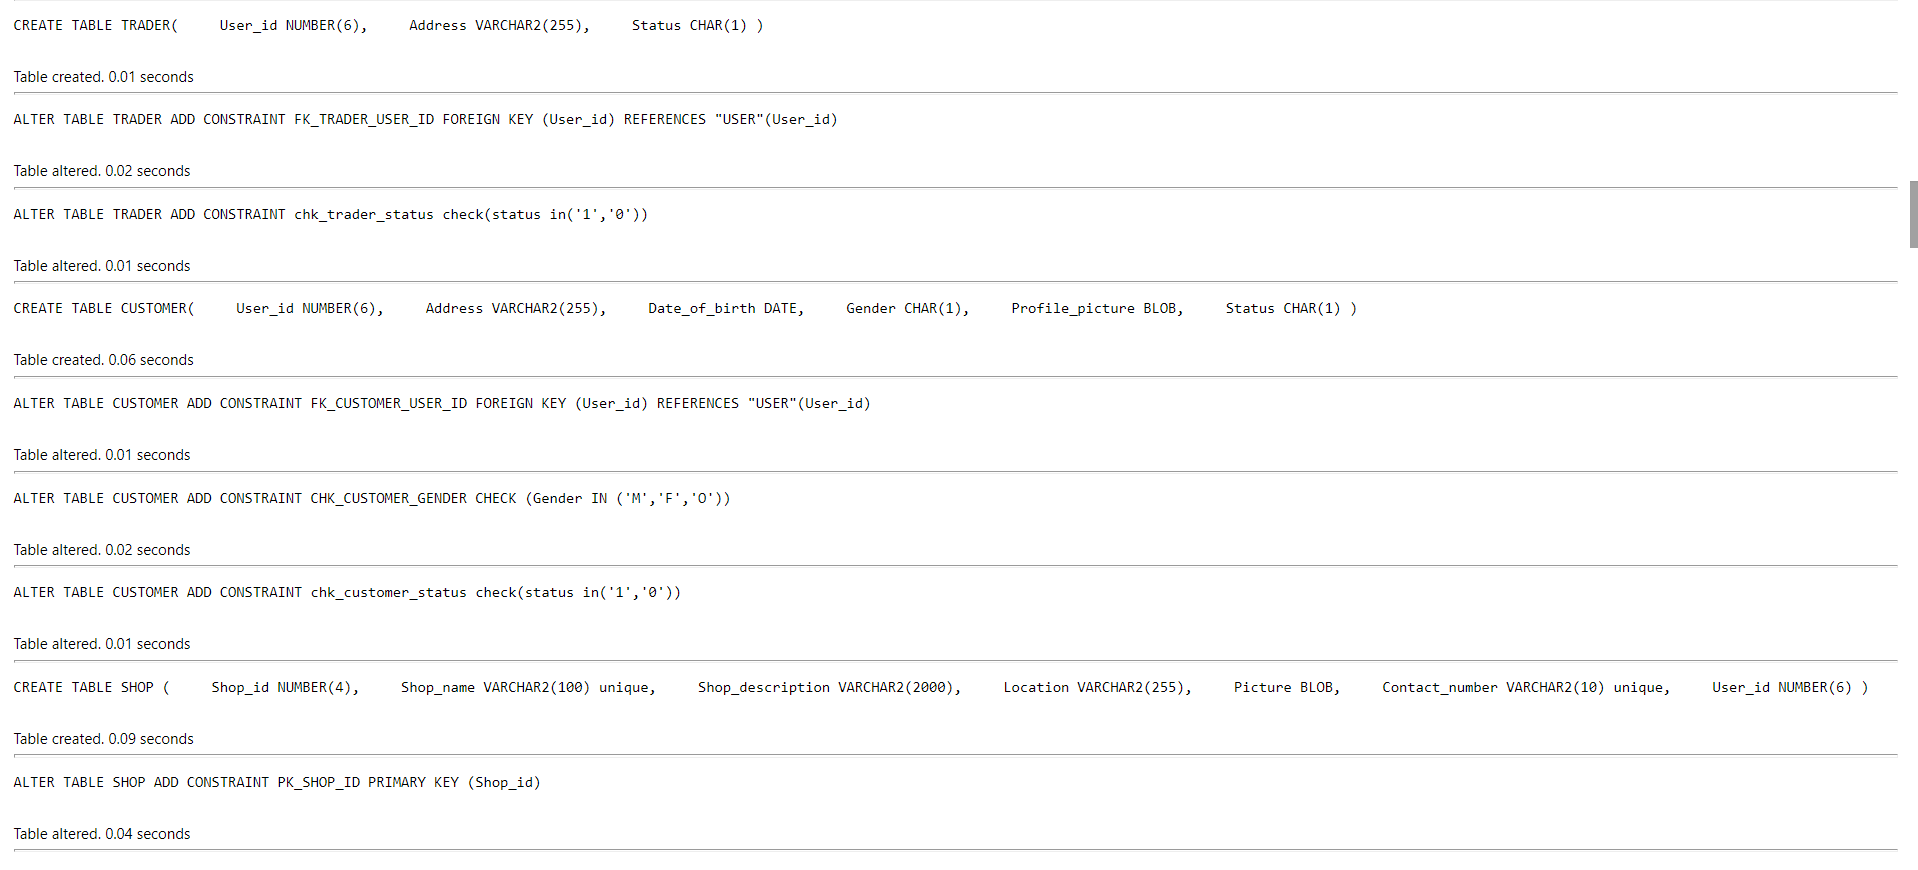 CREATE TABLE TRADER(     User_id NUMBER(6),     Address VARCHAR2(255),     Status CHAR(1) )
Table created. 0.01 seconds
ALTER TABLE TRADER ADD CONSTRAINT FK_TRADER_USER_ID FOREIGN KEY (User_id) REFERENCES "USER"(User_id)
Table altered. 0.02 seconds
ALTER TABLE TRADER ADD CONSTRAINT chk_trader_status check(status in('1','0'))
Table altered. 0.01 seconds
CREATE TABLE CUSTOMER(     User_id NUMBER(6),     Address VARCHAR2(255),     Date_of_birth DATE,     Gender CHAR(1),     Profile_picture BLOB,     Status CHAR(1) )
Table created. 0.06 seconds
ALTER TABLE CUSTOMER ADD CONSTRAINT FK_CUSTOMER_USER_ID FOREIGN KEY (User_id) REFERENCES "USER"(User_id)
Table altered. 0.01 seconds
ALTER TABLE CUSTOMER ADD CONSTRAINT CHK_CUSTOMER_GENDER CHECK (Gender IN ('M','F','O'))
Table altered. 0.02 seconds
ALTER TABLE CUSTOMER ADD CONSTRAINT chk_customer_status check(status in('1','0'))
Table altered. 0.01 seconds
CREATE TABLE SHOP (     Shop_id NUMBER(4),     Shop_name VARCHAR2(100) unique,     Shop_description VARCHAR2(2000),     Location VARCHAR2(255),     Picture BLOB,     Contact_number VARCHAR2(10) unique,     User_id NUMBER(6) )
Table created. 0.09 seconds
ALTER TABLE SHOP ADD CONSTRAINT PK_SHOP_ID PRIMARY KEY (Shop_id)
Table altered. 0.04 seconds